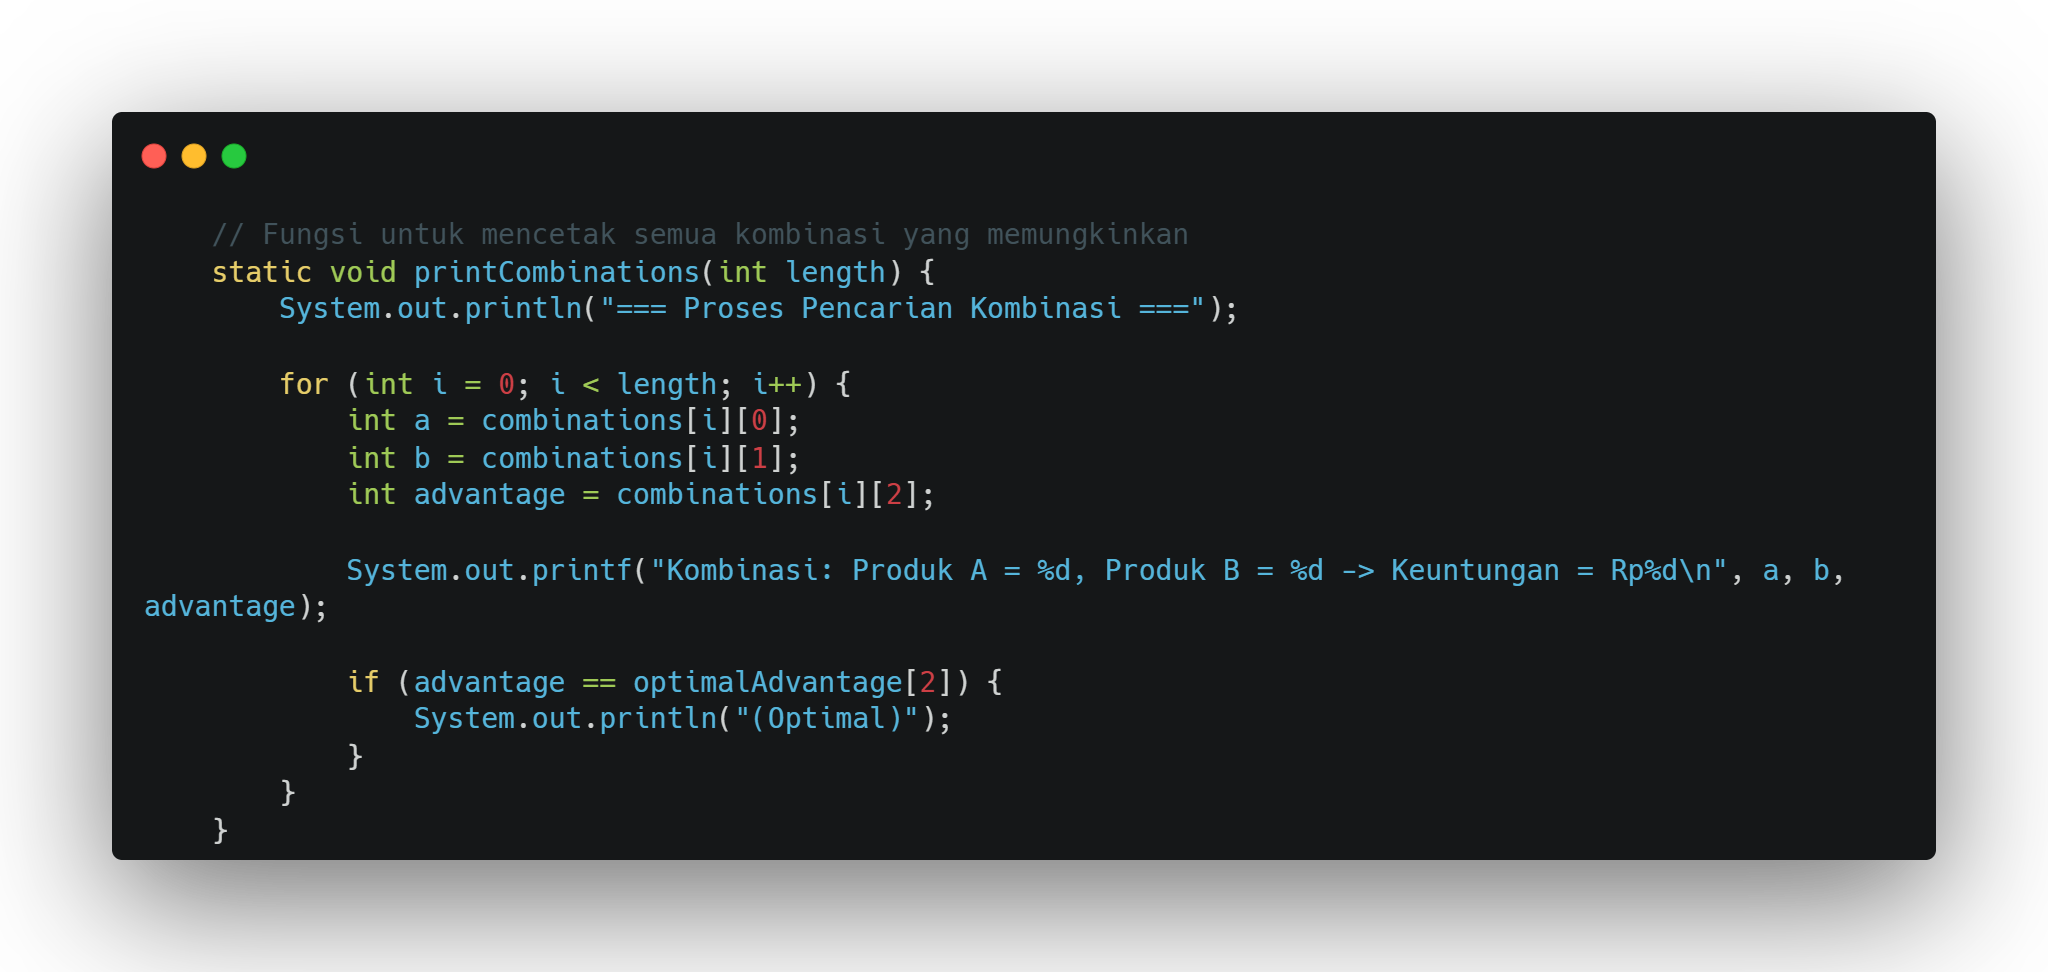 // Fungsi untuk mencetak semua kombinasi yang memungkinkan
static void printCombinations(int length) {
System.out.println("=== Proses Pencarian Kombinasi ===");
for (int i = 0; i < length; i++) {
int a = combinations[i][0];
int b = combinations[i][1];
int advantage = combinations[i][2];
System.out.printf("Kombinasi: Produk A = %d, Produk B = %d -> Keuntungan = Rp%d\n", a, b,
advantage);
if (advantage == optimalAdvantage[2]) {
System.out.println("(Optimal)");
}
}
}